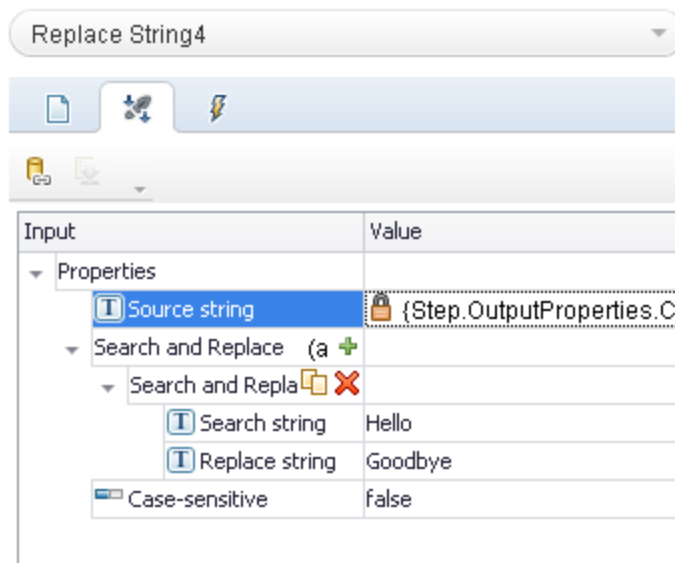 Replace String4
Input Value
Properties
T Source string {Step.OutputProperties.C
Search and Replace (a
Search and Repla
T Search string Hello
T Replace string Goodbye
Case-sensitive false